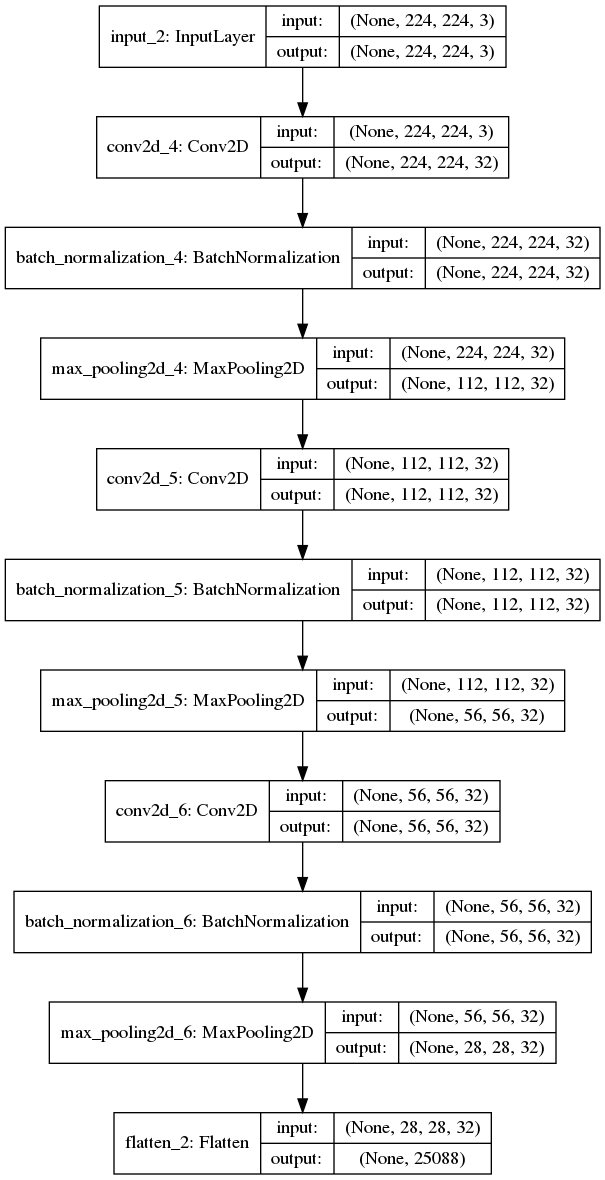 input_2: InputLayer
input: (None, 224, 224, 3)
output: (None, 224, 224, 3)
conv2d_4: Conv2D
input: (None, 224, 224, 3)
output: (None, 224, 224, 32)
batch_normalization_4: BatchNormalization
input: (None, 224, 224, 32)
output: (None, 224, 224, 32)
max_pooling2d_4: MaxPooling2D
input: (None, 224, 224, 32)
output: (None, 112, 112, 32)
conv2d_5: Conv2D
input: (None, 112, 112, 32)
output: (None, 112, 112, 32)
batch_normalization_5: BatchNormalization
input: (None, 112, 112, 32)
output: (None, 112, 112, 32)
max_pooling2d_5: MaxPooling2D
input: (None, 112, 112, 32)
output: (None, 56, 56, 32)
conv2d_6: Conv2D
input: (None, 56, 56, 32)
output: (None, 56, 56, 32)
batch_normalization_6: BatchNormalization
input: (None, 56, 56, 32)
output: (None, 56, 56, 32)
max_pooling2d_6: MaxPooling2D
input: (None, 56, 56, 32)
output: (None, 28, 28, 32)
flatten_2: Flatten
input: (None, 28, 28, 32)
output: (None, 25088)